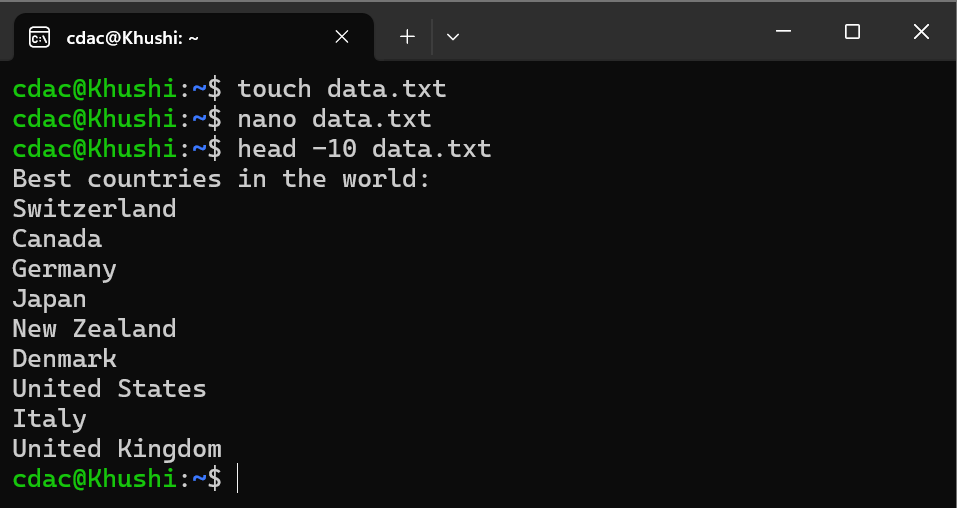 cdac@Khushi: ~
cdac@Khushi:~$ touch data.txt
cdac@Khushi:~$ nano data.txt
cdac@Khushi:~$ head -10 data.txt
Best countries in the world:
Switzerland
Canada
Germany
Japan
New Zealand
Denmark
United States
Italy
United Kingdom
cdac@Khushi:~$